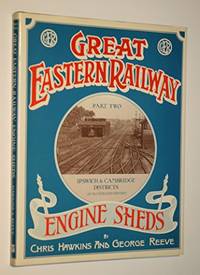 GREAT
EASTERN RAILWAY
PART TWO
IPSWICH & CAMBRIDGE
DISTRICTS
ENGINE SHEDS
BY
CHRIS HAWKINS AND GEORGE REEVE
GREAT EASTERN RAILWAY ENGINE SHEDS